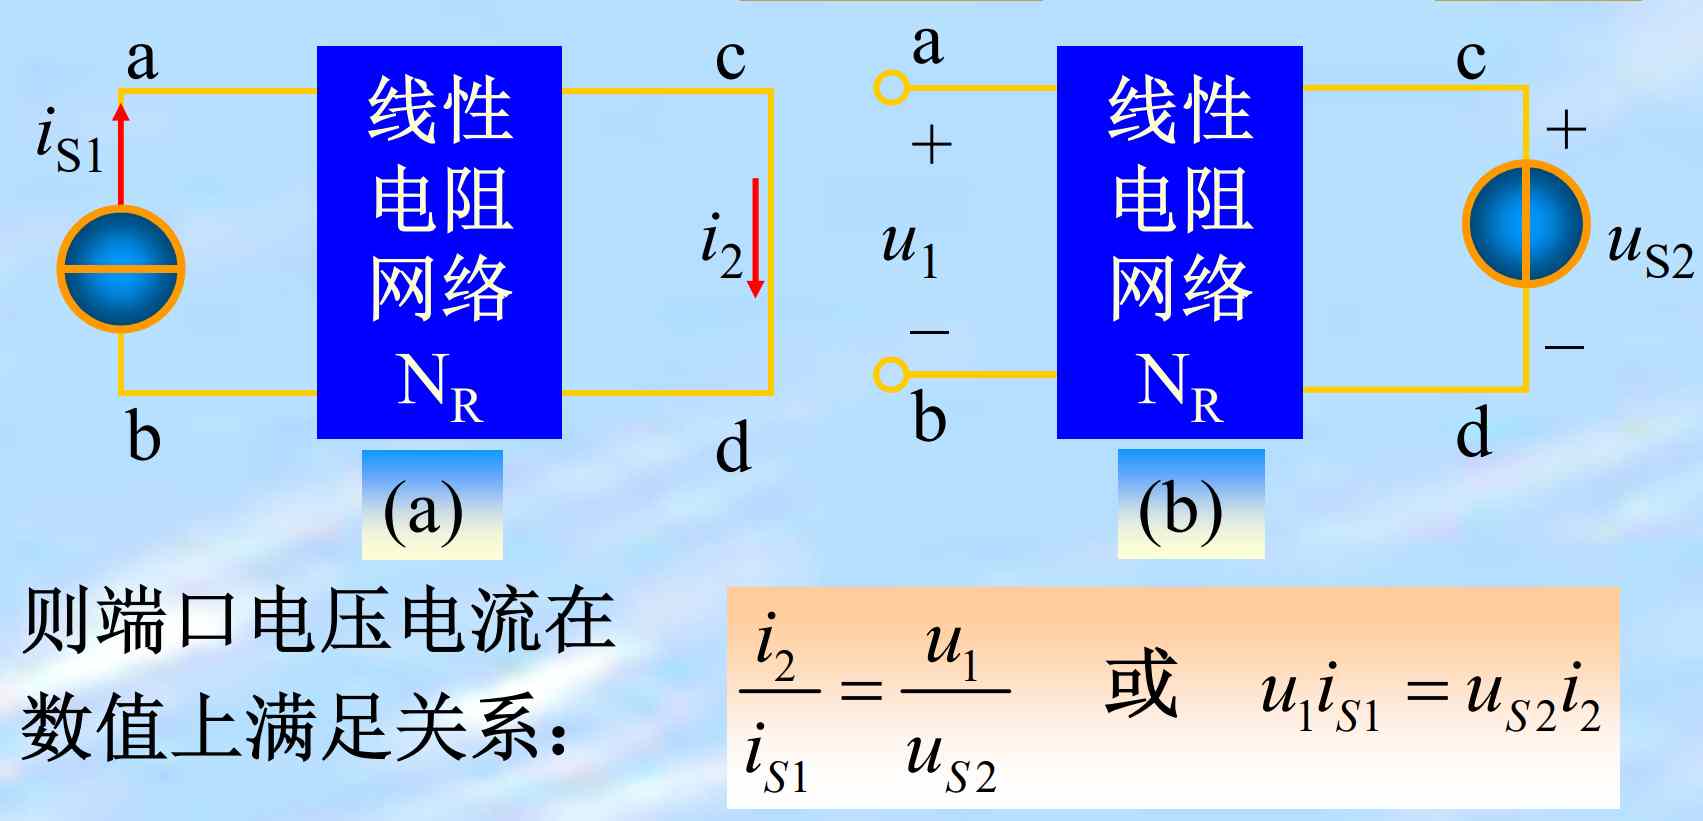 a
c
i_{S1}
线性
电阻
网络
N_R
i_2
b
d
(a)
a
c
+
+
u_1
线性
电阻
网络
N_R
u_{S2}
−
−
b
d
(b)
则端口电压电流在
数值上满足关系：
\frac{i_2}{i_{S1}} = \frac{u_1}{u_{S2}} 或 u_1 i_{S1} = u_{S2} i_2